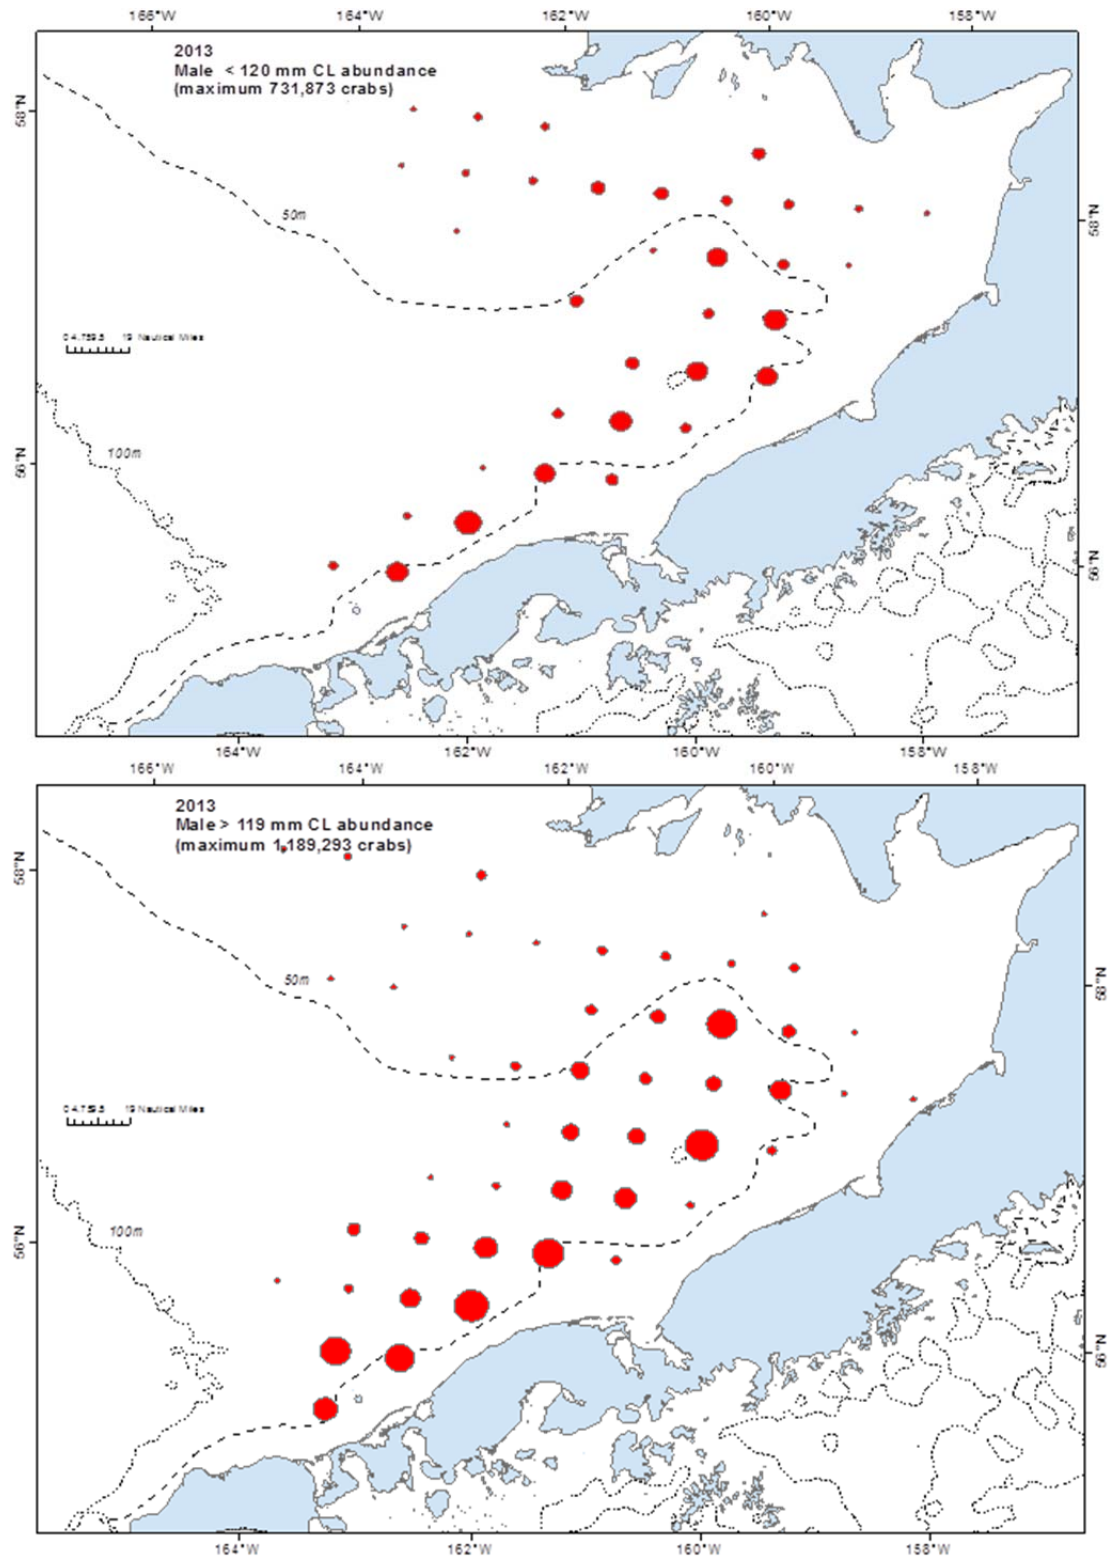 166°W 164°W 162°W 160°W 158°W
2013
Male < 120 mm CL abundance
(maximum 731,873 crabs)
58°N
50m
58°N
19 Nautical Miles
100m
56°N
56°N
164°W 162°W 160°W 158°W
166°W 164°W 162°W 160°W 158°W
2013
Male > 119 mm CL abundance
(maximum 1,189,293 crabs)
58°N
50m
58°N
19 Nautical Miles
100m
56°N
56°N
164°W 162°W 160°W 158°W